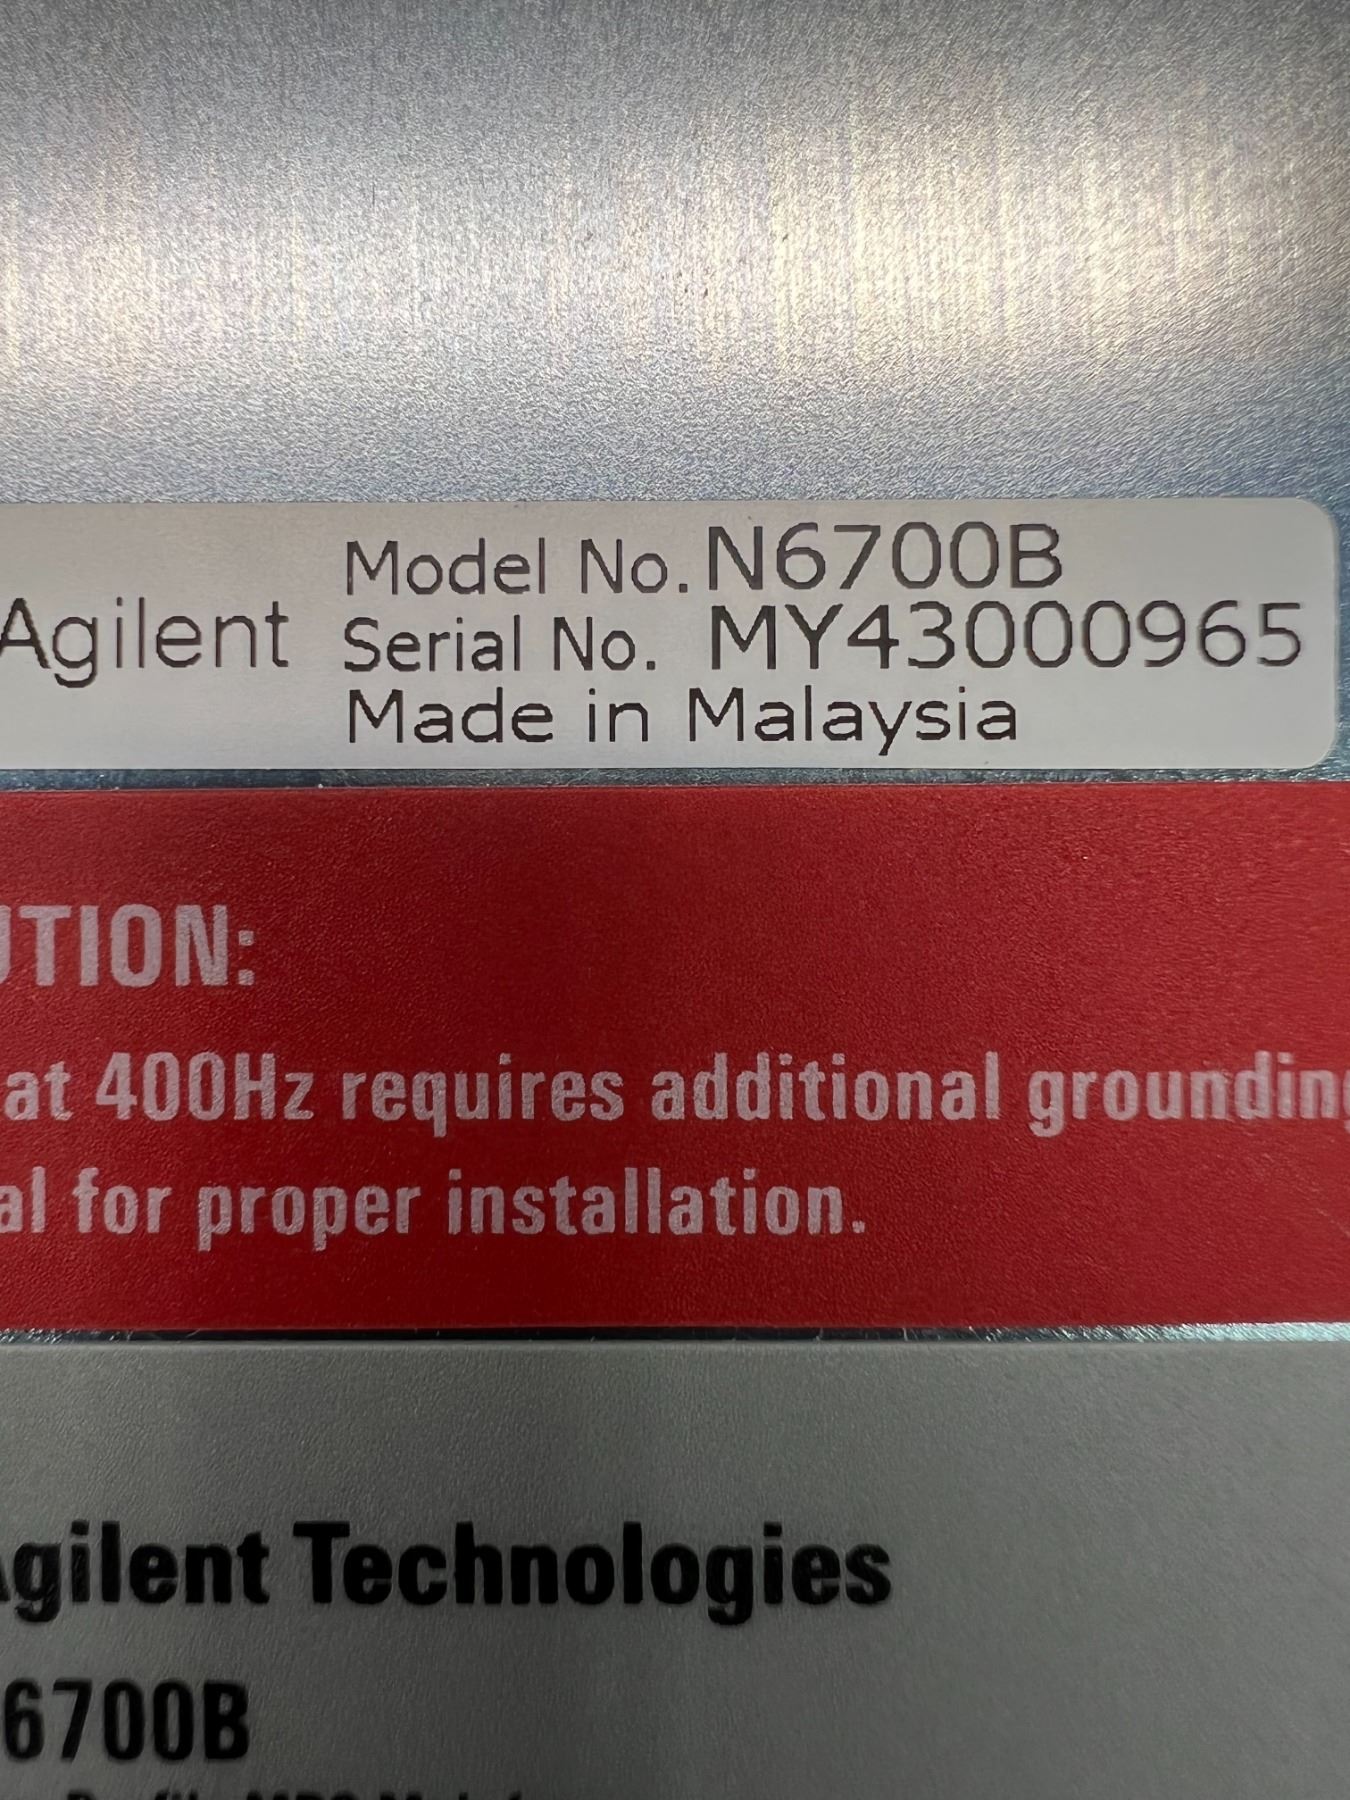 Model No. N6700B
Agilent Serial No. MY43000965
Made in Malaysia
UTION:
at 400Hz requires additional grounding
al for proper installation.
Agilent Technologies
6700B